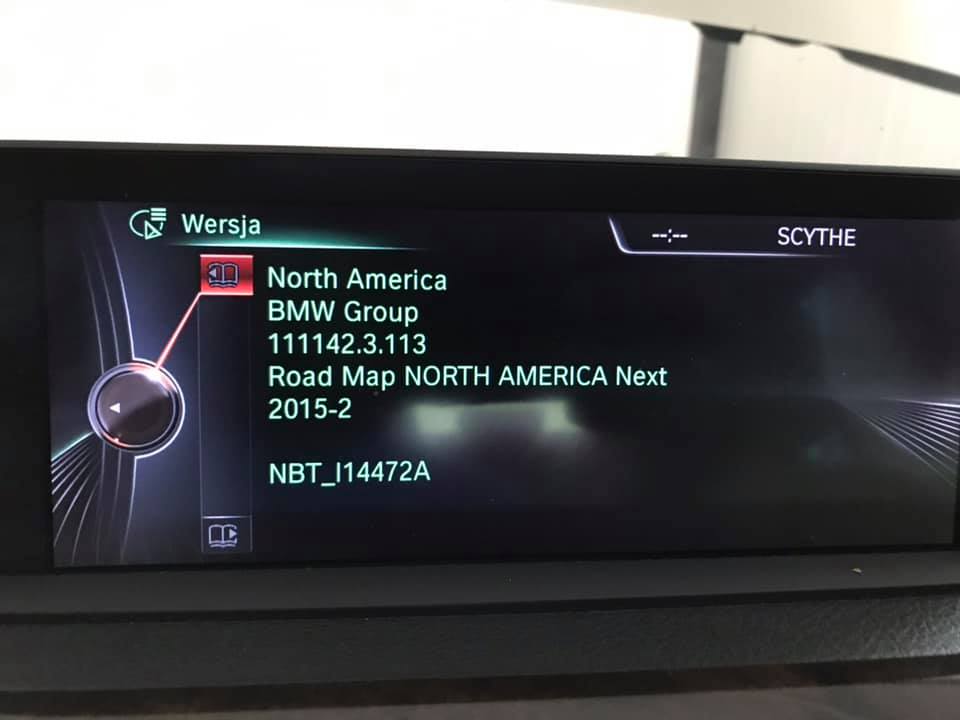 Wersja
--:-- SCYTHE
North America
BMW Group
111142.3.113
Road Map NORTH AMERICA Next
2015-2
NBT_I14472A